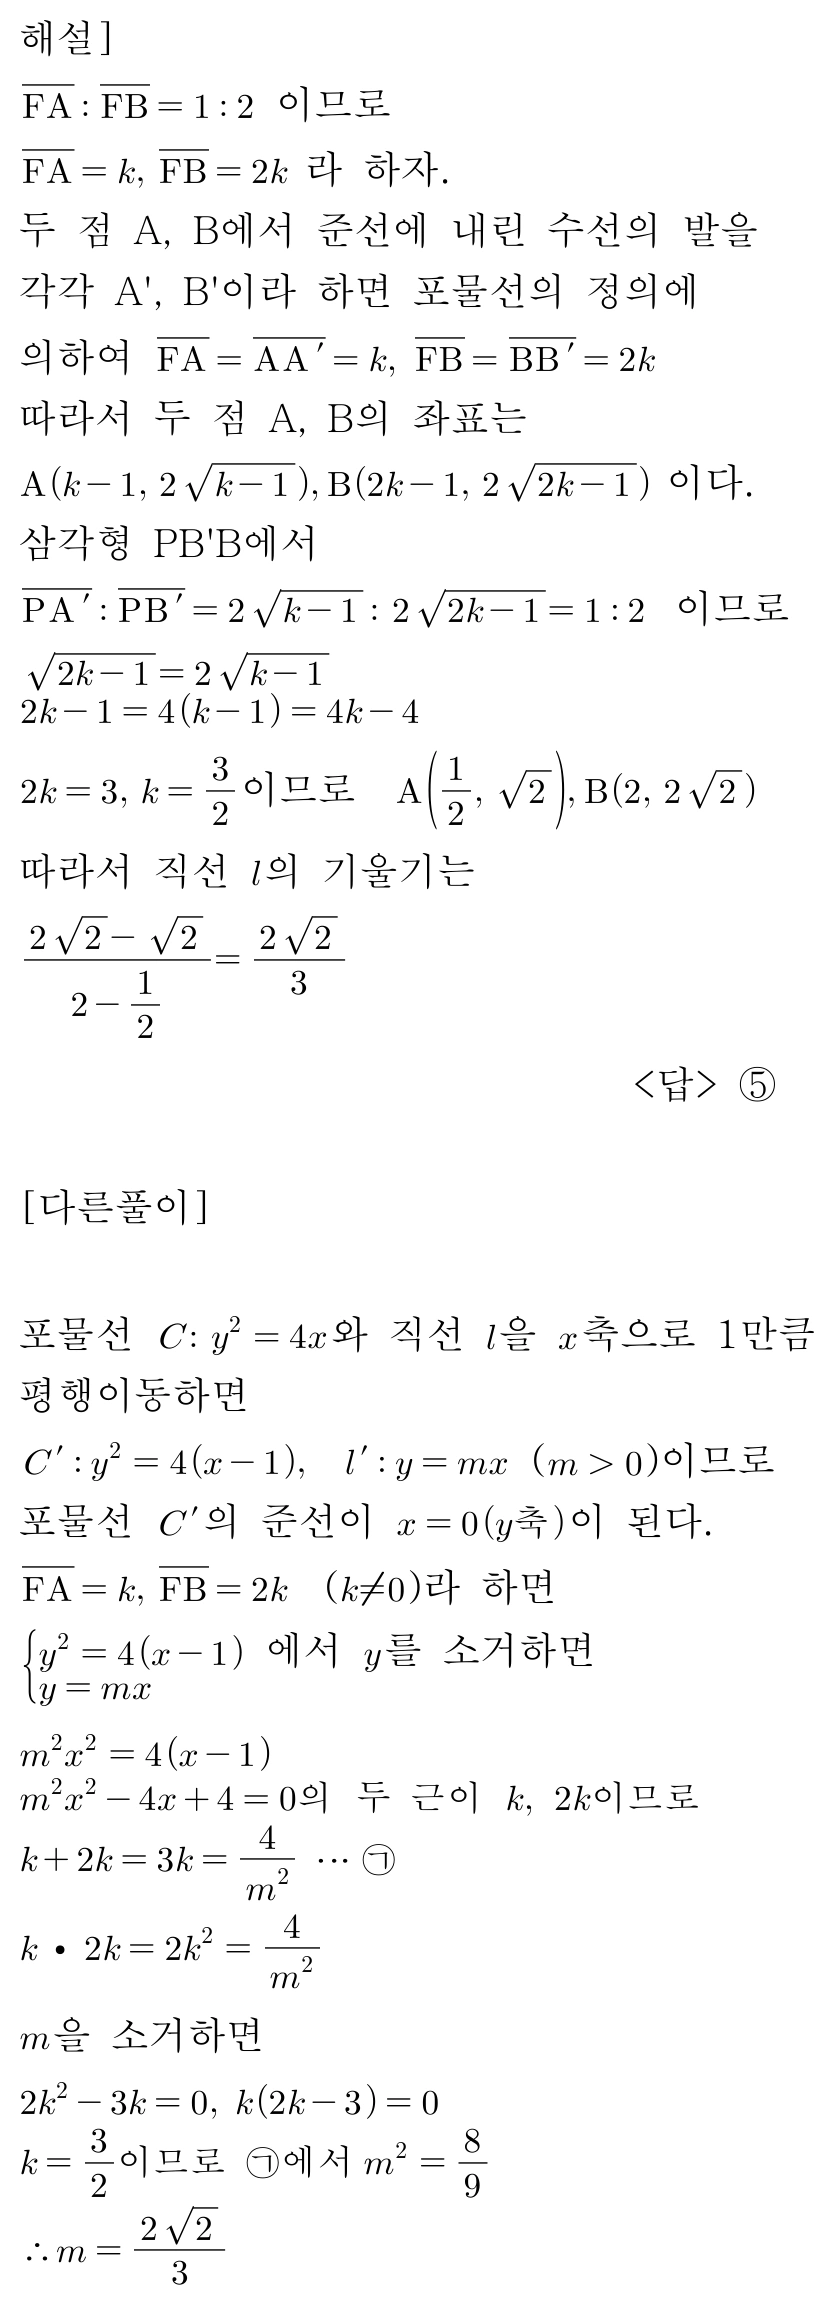 해설]
F̅A̅ : F̅B̅ = 1 : 2 이므로
F̅A̅ = k, F̅B̅ = 2k 라 하자.
두 점 A, B에서 준선에 내린 수선의 발을
각각 A', B'이라 하면 포물선의 정의에
의하여 F̅A̅ = A̅A̅′̅ = k, F̅B̅ = B̅B̅′̅ = 2k
따라서 두 점 A, B의 좌표는
A(k−1, 2√(k−1)), B(2k−1, 2√(2k−1)) 이다.
삼각형 PB'B에서
P̅A̅′̅ : P̅B̅′̅ = 2√(k−1) : 2√(2k−1) = 1 : 2 이므로
√(2k−1) = 2√(k−1)
2k−1 = 4(k−1) = 4k−4
2k = 3, k = 3/2 이므로 A(1/2, √2), B(2, 2√2)
따라서 직선 l의 기울기는
(2√2 − √2)/(2 − 1/2) = 2√2/3
<답> ⑤
[다른풀이]
포물선 C: y² = 4x와 직선 l을 x축으로 1만큼
평행이동하면
C′ : y² = 4(x−1), l′ : y = mx (m > 0)이므로
포물선 C′의 준선이 x = 0(y축)이 된다.
F̅A̅ = k, F̅B̅ = 2k (k≠0)라 하면
{y² = 4(x−1) 에서 y를 소거하면
y = mx
m²x² = 4(x−1)
m²x² − 4x + 4 = 0의 두 근이 k, 2k이므로
k + 2k = 3k = 4/m² ⋯ ㉠
k • 2k = 2k² = 4/m²
m을 소거하면
2k² − 3k = 0, k(2k−3) = 0
k = 3/2 이므로 ㉠에서 m² = 8/9
∴ m = 2√2/3